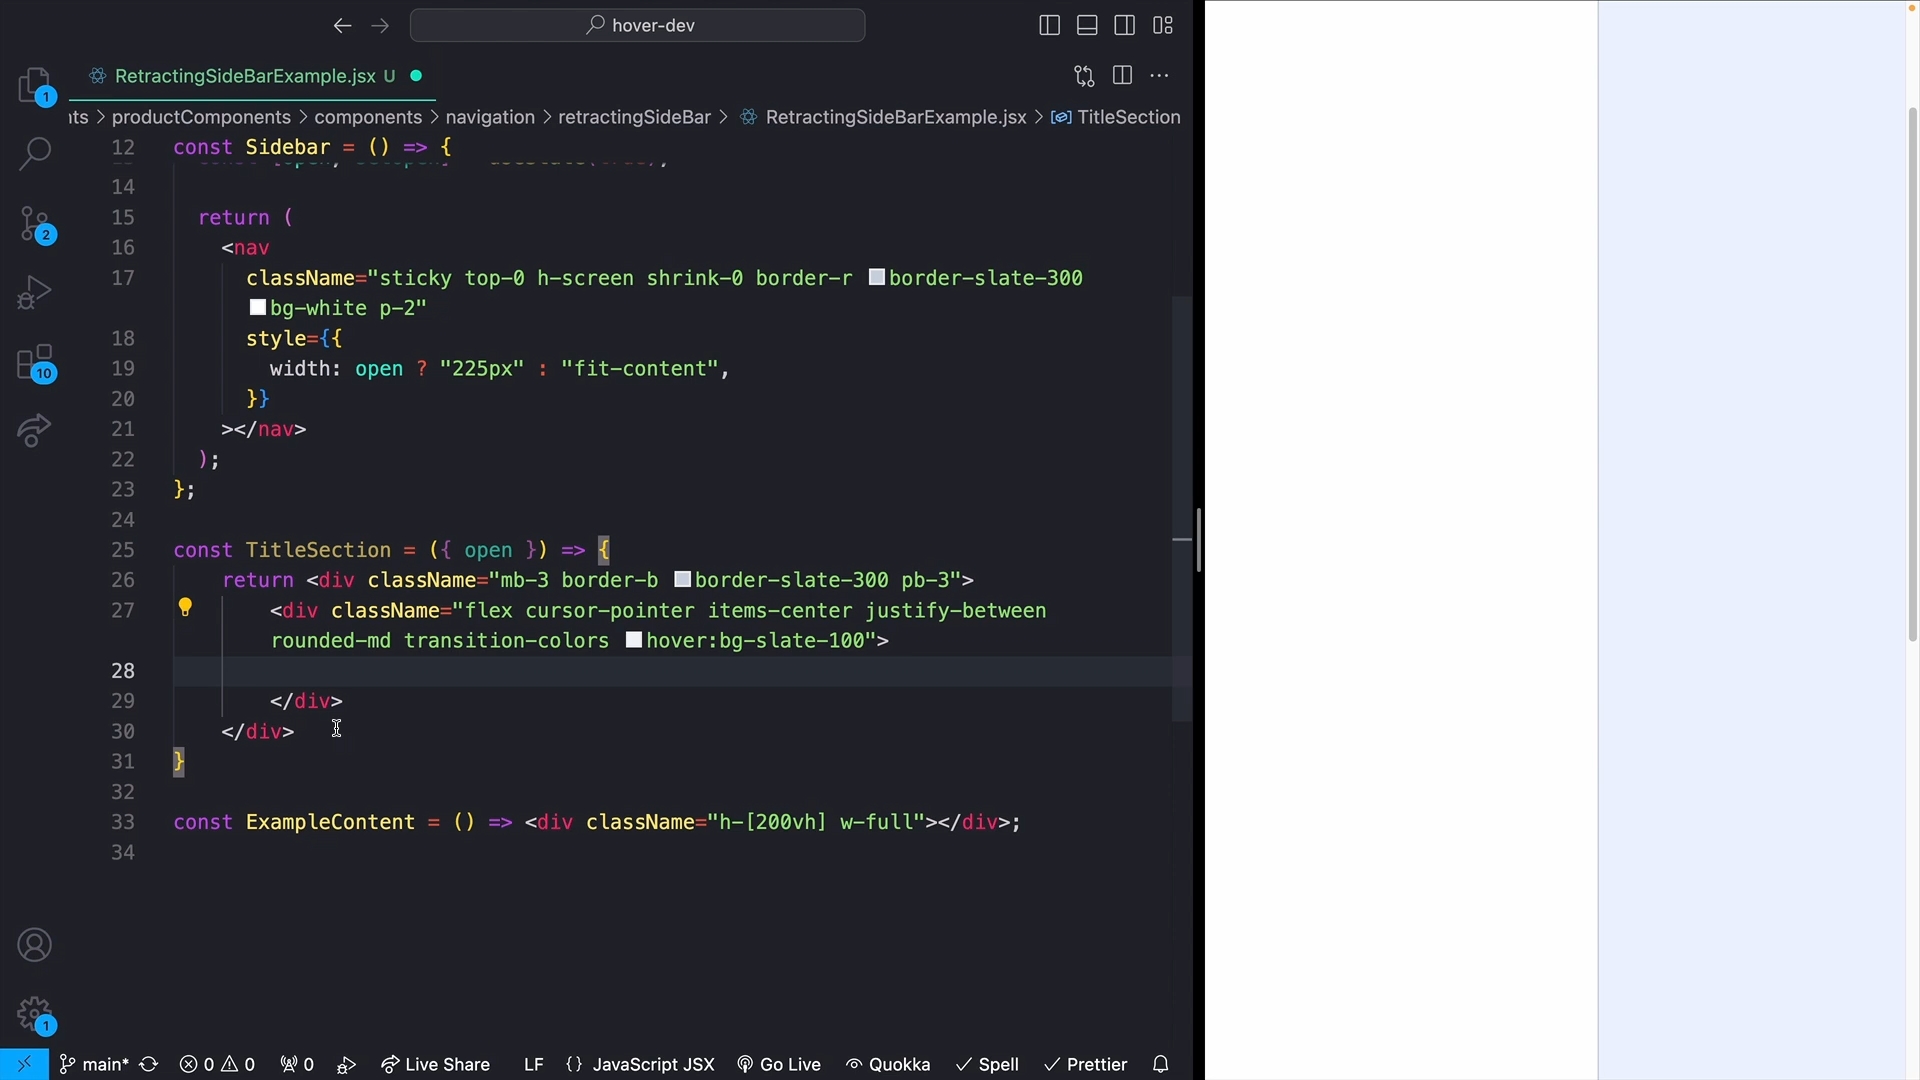 hover-dev
RetractingSideBarExample.jsx U
1
nts > productComponents > components > navigation > retractingSideBar > RetractingSideBarExample.jsx > TitleSection
12 const Sidebar = () => {
14
15 return (
16 <nav
17 className="sticky top-0 h-screen shrink-0 border-r border-slate-300
bg-white p-2"
18 style={{
19 width: open ? "225px" : "fit-content",
20 }}
21 ></nav>
22 );
23 };
24
25 const TitleSection = ({ open }) => {
26 return <div className="mb-3 border-b border-slate-300 pb-3">
27 <div className="flex cursor-pointer items-center justify-between
rounded-md transition-colors hover:bg-slate-100">
28
29 </div>
30 </div>
31 }
32
33 const ExampleContent = () => <div className="h-[200vh] w-full"></div>;
34
2
10
1
main* 0 0 0 Live Share LF {} JavaScript JSX Go Live Quokka Spell Prettier